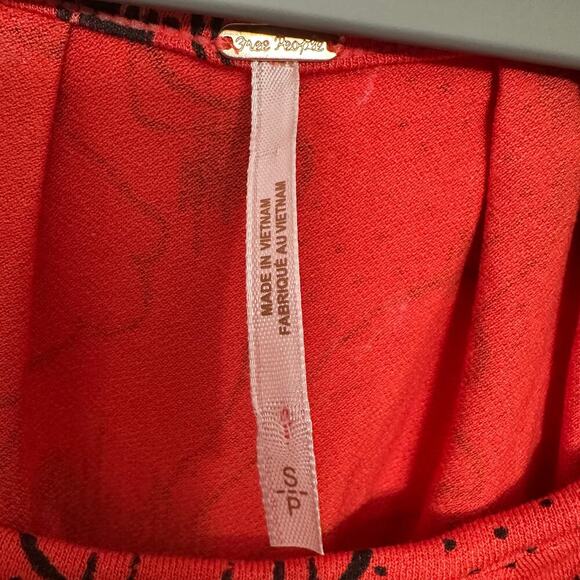 Free People
MADE IN VIETNAM
FABRIQUÉ AU VIETNAM
S/P